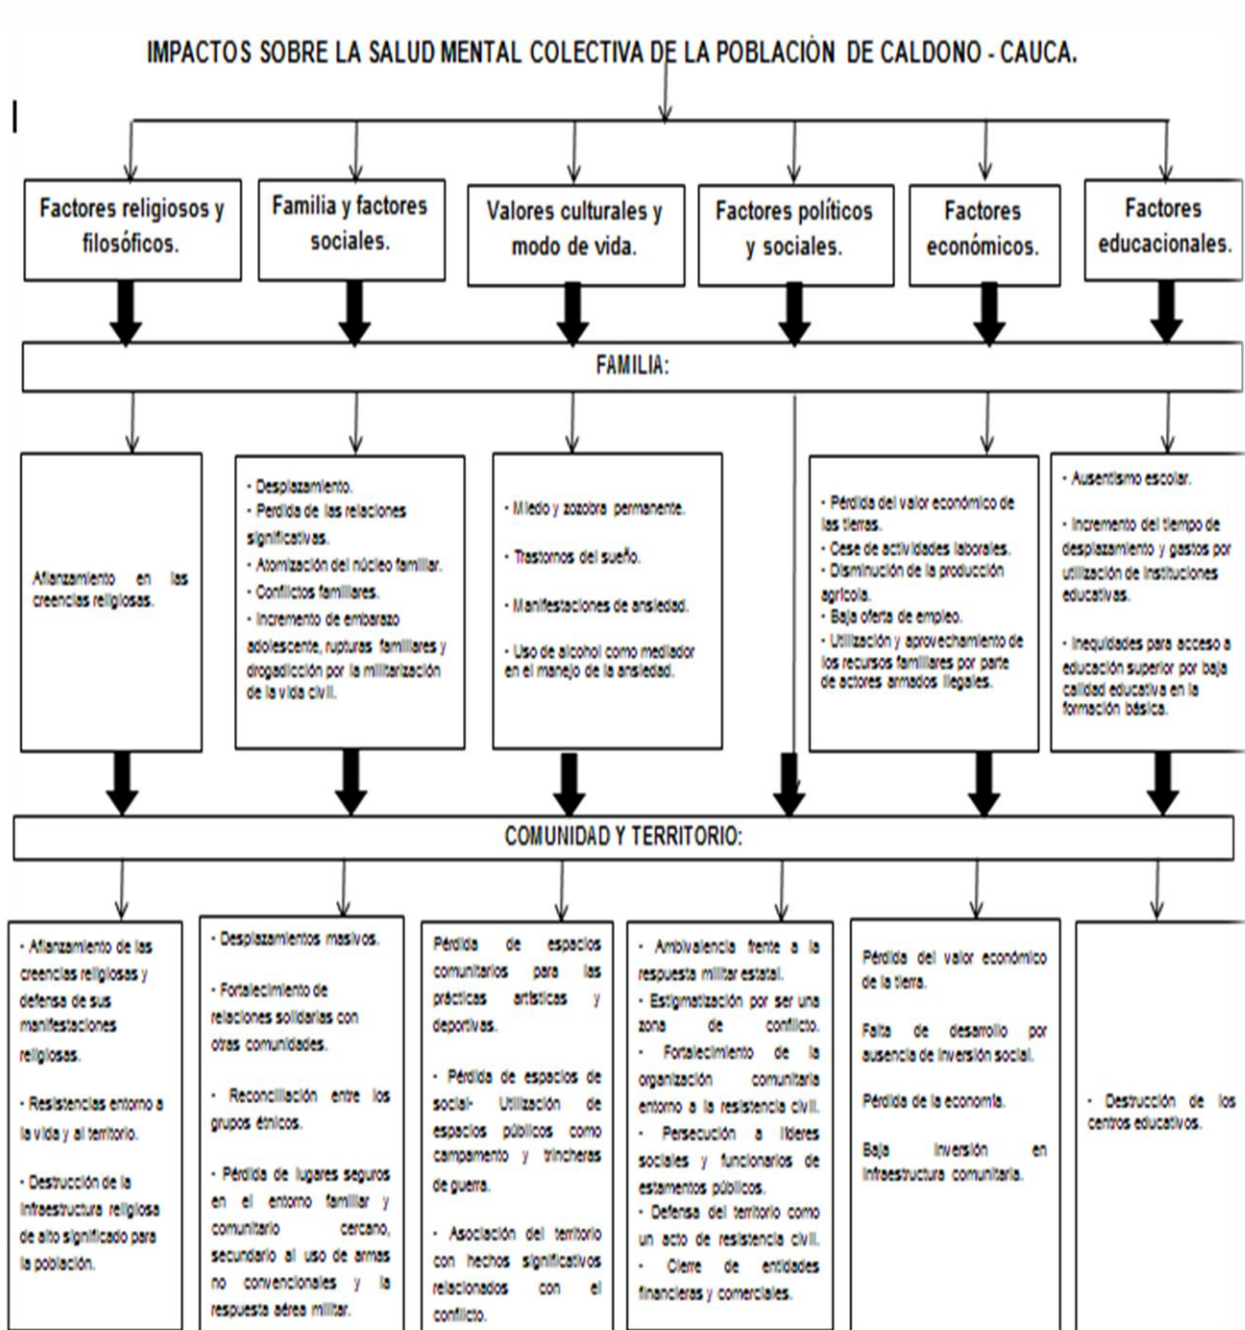 IMPACTOS SOBRE LA SALUD MENTAL COLECTIVA DE LA POBLACIÓN DE CALDONO - CAUCA.
Factores religiosos y
filosóficos.
Familia y factores
sociales.
Valores culturales y
modo de vida.
Factores políticos
y sociales.
Factores
económicos.
Factores
educacionales.
FAMILIA:
Afianzamiento en las
creencias religiosas.
- Desplazamiento.
- Perdida de las relaciones
significativas.
- Atomización del núcleo familiar.
- Conflictos familiares.
- Incremento de embarazo
adolescente, rupturas familiares y
drogadicción por la militarización
de la vida civil.
- Miedo y zozobra permanente.
- Trastornos del sueño.
- Manifestaciones de ansiedad.
- Uso de alcohol como mediador
en el manejo de la ansiedad.
- Pérdida del valor económico de
las tierras.
- Cese de actividades laborales.
- Disminución de la producción
agrícola.
- Baja oferta de empleo.
- Utilización y aprovechamiento de
los recursos familiares por parte
de actores armados ilegales.
- Ausentismo escolar.
- Incremento del tiempo de
desplazamiento y gastos por
utilización de instituciones
educativas.
- Inequidades para acceso a
educación superior por baja
calidad educativa en la
formación básica.
COMUNIDAD Y TERRITORIO:
- Afianzamiento de las
creencias religiosas y
defensa de sus
manifestaciones
religiosas.
- Resistencias entorno a
la vida y al territorio.
- Destrucción de la
infraestructura religiosa
de alto significado para
la población.
- Desplazamientos masivos.
- Fortalecimiento de
relaciones solidarias con
otras comunidades.
- Reconciliación entre los
grupos étnicos.
- Pérdida de lugares seguros
en el entorno familiar y
comunitario cercano,
secundario al uso de armas
no convencionales y la
respuesta aérea militar.
Pérdida de espacios
comunitarios para las
prácticas artísticas y
deportivas.
- Pérdida de espacios de
social- Utilización de
espacios públicos como
campamento y trincheras
de guerra.
- Asociación del territorio
con hechos significativos
relacionados con el
conflicto.
- Ambivalencia frente a la
respuesta militar estatal.
- Estigmatización por ser una
zona de conflicto.
- Fortalecimiento de la
organización comunitaria
entorno a la resistencia civil.
- Persecución a líderes
sociales y funcionarios de
estamentos públicos.
- Defensa del territorio como
un acto de resistencia civil.
- Cierre de entidades
financieras y comerciales.
Pérdida del valor económico
de la tierra.
Falta de desarrollo por
ausencia de inversión social.
Pérdida de la economía.
Baja inversión en
infraestructura comunitaria.
- Destrucción de los
centros educativos.